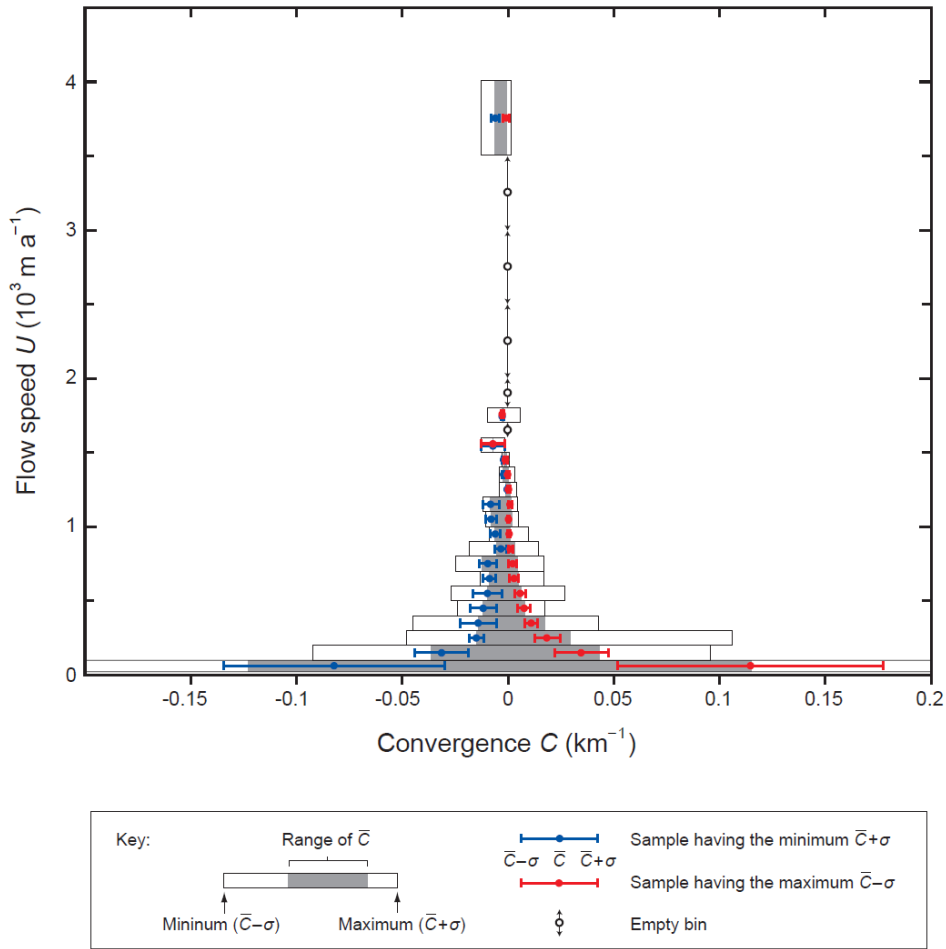 4
3
2
1
0
Flow speed U (10³ m a⁻¹)
-0.15 -0.1 -0.05 0 0.05 0.1 0.15 0.2
Convergence C (km⁻¹)
Key:
Range of C̅
Mininum (C̅−σ)
Maximum (C̅+σ)
C̅−σ C̅ C̅+σ
Sample having the minimum C̅+σ
Sample having the maximum C̅−σ
Empty bin